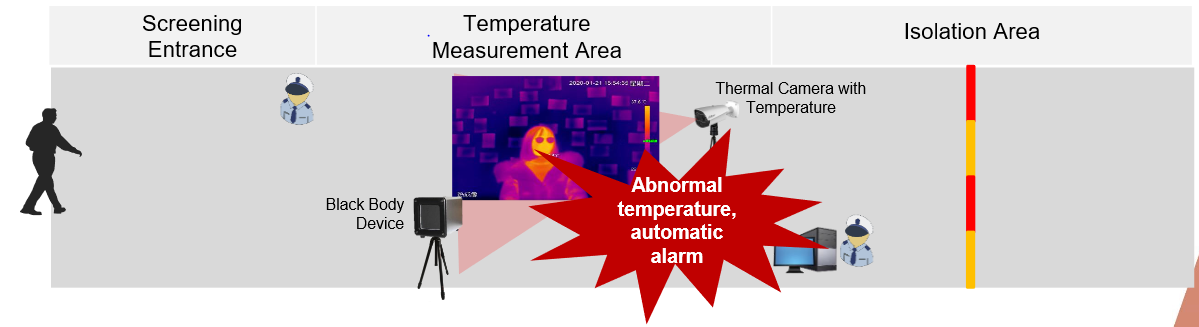 Screening
Entrance
Temperature
Measurement Area
Isolation Area
Thermal Camera with
Temperature
Black Body
Device
Abnormal
temperature,
automatic
alarm